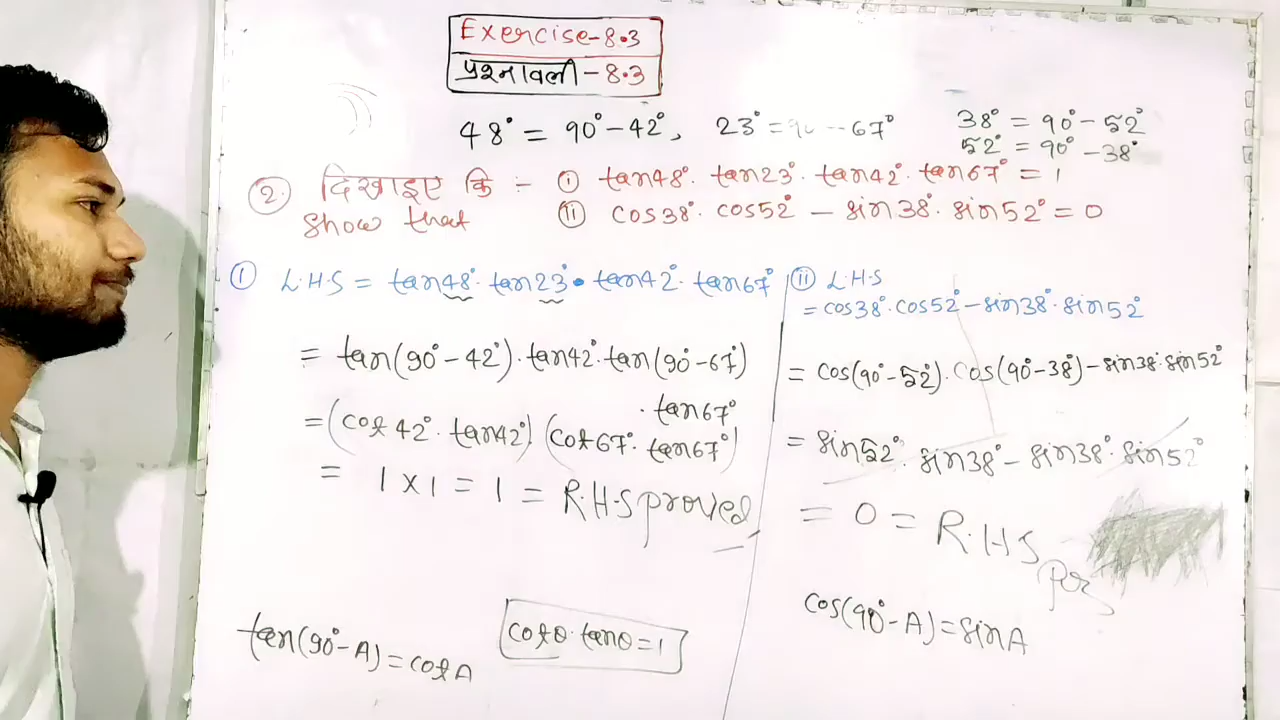 Exercise-8.3
प्रश्नावली-8.3
48° = 90°-42°, 23° = 90 - 67°
38° = 90° - 52°
52° = 90° - 38°
2. दिखाइए कि :- (i) tan48°. tan23°. tan42°. tan67° = 1
Show that (ii) cos38°. cos52° - sin38°. sin52° = 0
(i) L.H.S = tan48°. tan23°. tan42°. tan67°
= tan(90°-42°). tan42°. tan(90°-67°)
. tan67°
= (cot42°. tan42°) (cot67°. tan67°)
= 1 x 1 = 1 = R.H.S proved
(ii) L.H.S
= cos38°. cos52° - sin38°. sin52°
= cos(90°-52°). cos(90°-38°) - sin38°. sin52°
= sin52°. sin38° - sin38°. sin52°
= 0 = R.H.S
tan(90°-A) = cotA
cotθ. tanθ = 1
cos(90°-A) = sinA